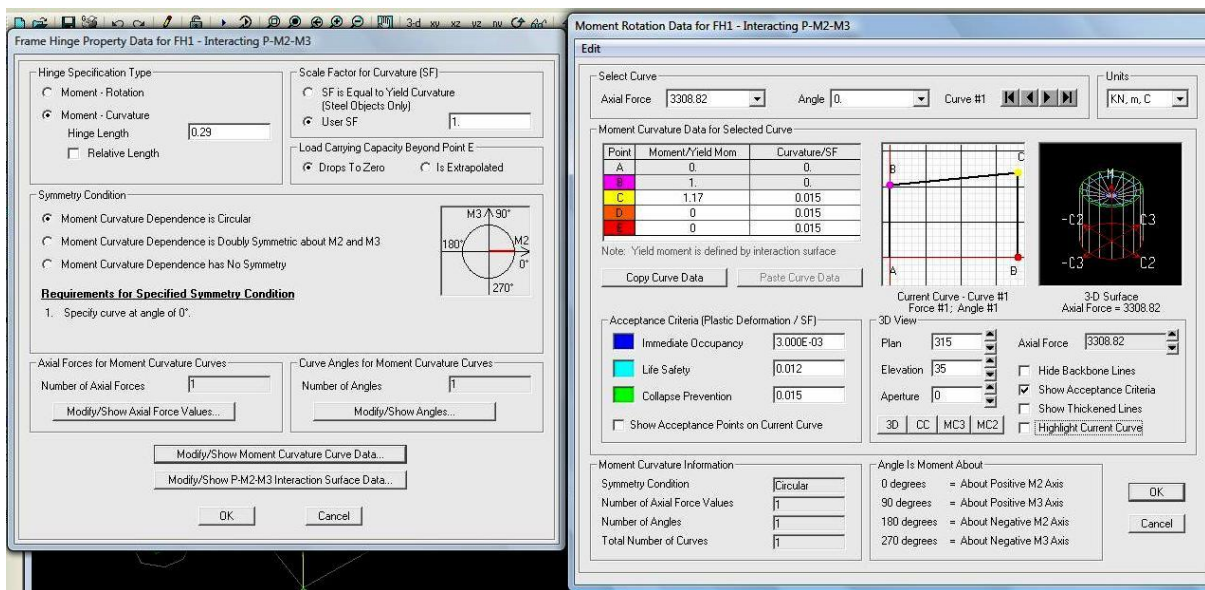 3-d xy xz yz nv
Frame Hinge Property Data for FH1 - Interacting P-M2-M3
Hinge Specification Type
Moment - Rotation
Moment - Curvature
Hinge Length 0.29
Relative Length
Scale Factor for Curvature (SF)
SF is Equal to Yield Curvature
(Steel Objects Only)
User SF 1.
Load Carrying Capacity Beyond Point E
Drops To Zero Is Extrapolated
Symmetry Condition
Moment Curvature Dependence is Circular
Moment Curvature Dependence is Doubly Symmetric about M2 and M3
Moment Curvature Dependence has No Symmetry
M3 90°
180° M2
0°
270°
Requirements for Specified Symmetry Condition
1. Specify curve at angle of 0°.
Axial Forces for Moment Curvature Curves
Number of Axial Forces 1
Modify/Show Axial Force Values...
Curve Angles for Moment Curvature Curves
Number of Angles 1
Modify/Show Angles...
Modify/Show Moment Curvature Curve Data...
Modify/Show P-M2-M3 Interaction Surface Data...
OK Cancel
Moment Rotation Data for FH1 - Interacting P-M2-M3
Edit
Select Curve
Axial Force 3308.82 Angle 0. Curve #1
Units
KN, m, C
Moment Curvature Data for Selected Curve
Point Moment/Yield Mom Curvature/SF
A 0. 0.
B 1. 0.
C 1.17 0.015
D 0 0.015
E 0 0.015
Note: Yield moment is defined by interaction surface
Copy Curve Data Paste Curve Data
B C
A B
Current Curve - Curve #1
Force #1; Angle #1
M
-C2 C3
-C3 C2
3-D Surface
Axial Force = 3308.82
Acceptance Criteria (Plastic Deformation / SF)
Immediate Occupancy 3.000E-03
Life Safety 0.012
Collapse Prevention 0.015
Show Acceptance Points on Current Curve
3D View
Plan 315
Elevation 35
Aperture 0
3D CC MC3 MC2
Axial Force 3308.82
Hide Backbone Lines
Show Acceptance Criteria
Show Thickened Lines
Highlight Current Curve
Moment Curvature Information
Symmetry Condition Circular
Number of Axial Force Values 1
Number of Angles 1
Total Number of Curves 1
Angle Is Moment About
0 degrees = About Positive M2 Axis
90 degrees = About Positive M3 Axis
180 degrees = About Negative M2 Axis
270 degrees = About Negative M3 Axis
OK
Cancel